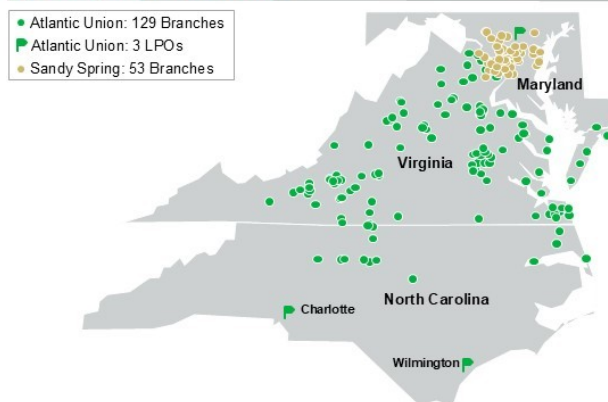 Atlantic Union: 129 Branches
Atlantic Union: 3 LPOs
Sandy Spring: 53 Branches
Maryland
Virginia
North Carolina
Charlotte
Wilmington